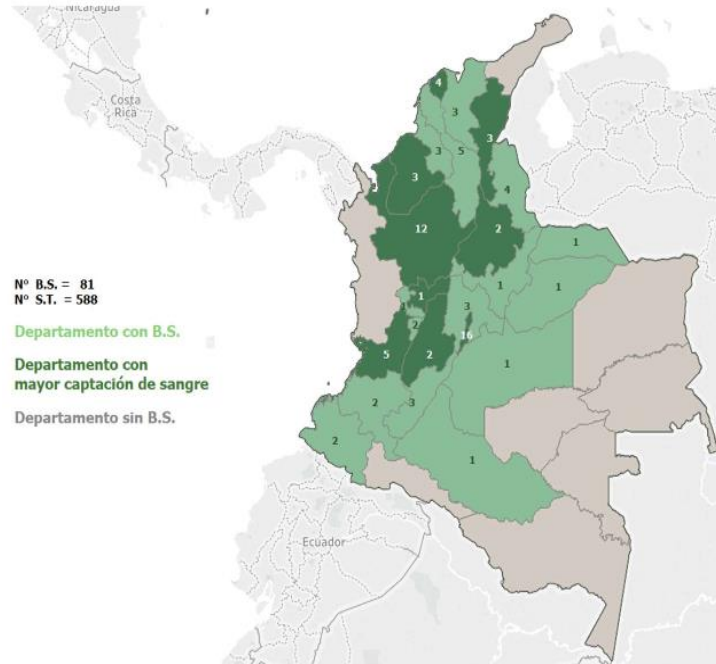 Nicaragua
Costa
Rica
4
3
3
3
5
3
4
12
2
1
1
1
1
3
2
16
5
2
1
2
3
2
1
Nº B.S. = 81
Nº S.T. = 588
Departamento con B.S.
Departamento con
mayor captación de sangre
Departamento sin B.S.
Ecuador